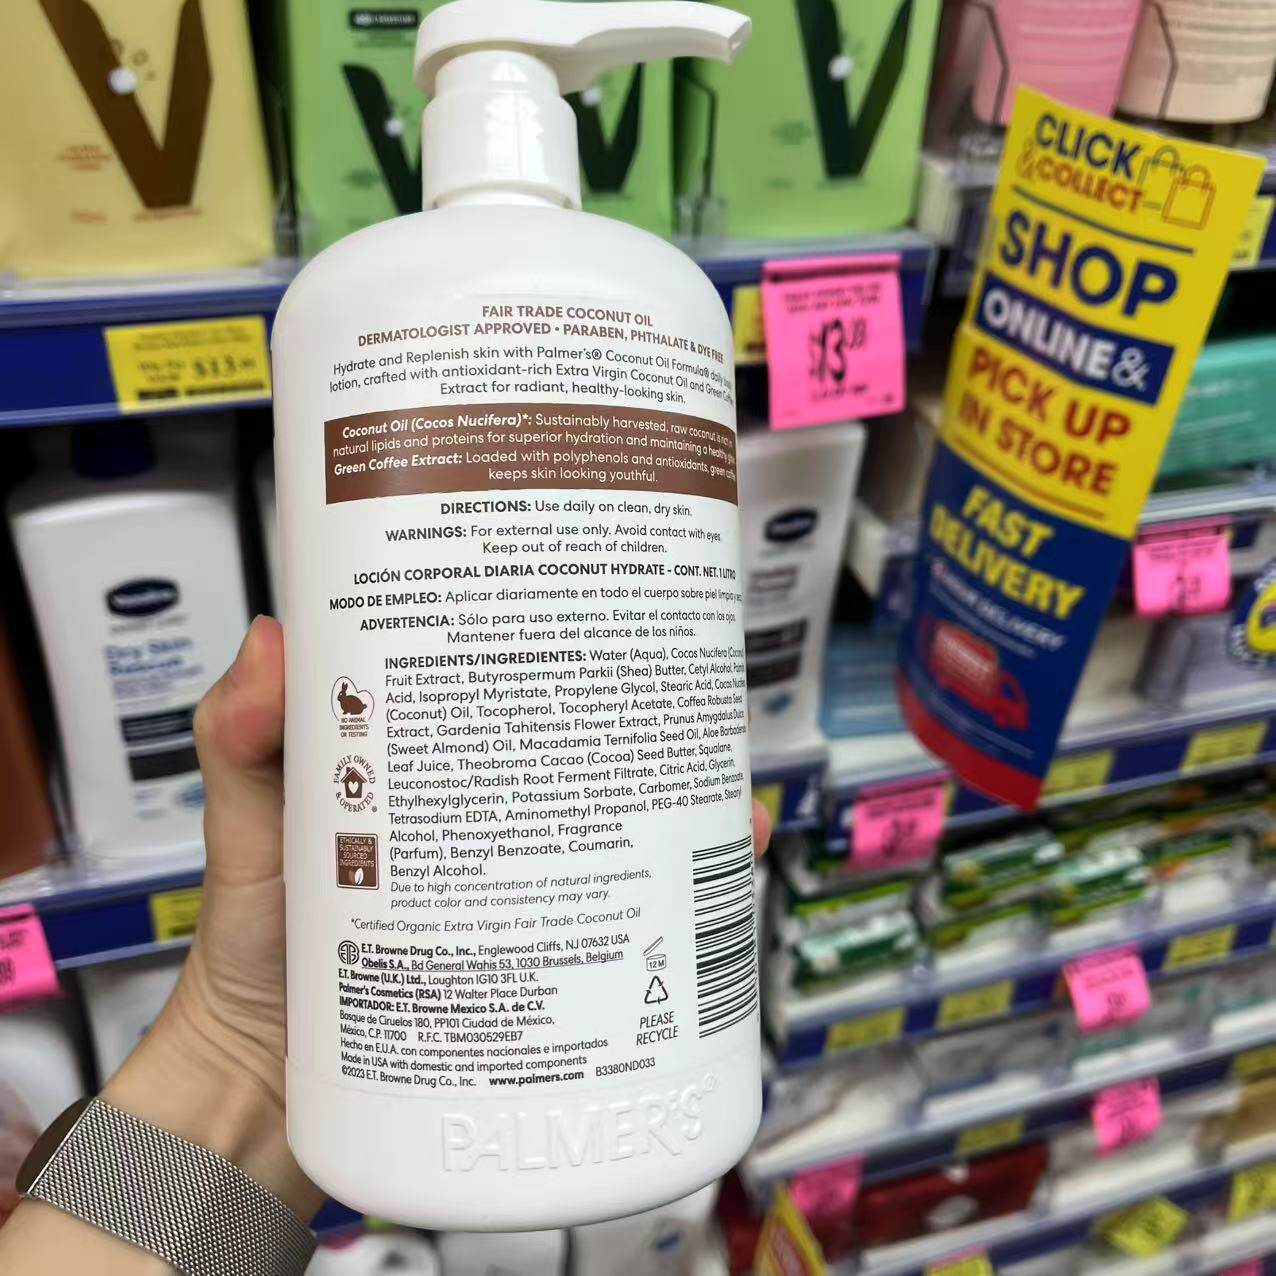 CLICK
& COLLECT
SHOP
ONLINE &
PICK UP
IN STORE
FAST
DELIVERY
FAIR TRADE COCONUT OIL
DERMATOLOGIST APPROVED • PARABEN, PHTHALATE & DYE FREE
Hydrate and Replenish skin with Palmer's® Coconut Oil Formula® daily
lotion, crafted with antioxidant-rich Extra Virgin Coconut Oil and Green
Extract for radiant, healthy-looking skin.
Coconut Oil (Cocos Nucifera)*: Sustainably harvested, raw coconut is rich in
natural lipids and proteins for superior hydration and maintaining a healthy
Green Coffee Extract: Loaded with polyphenols and antioxidants, green
keeps skin looking youthful.
DIRECTIONS: Use daily on clean, dry skin.
WARNINGS: For external use only. Avoid contact with eyes.
Keep out of reach of children.
LOCIÓN CORPORAL DIARIA COCONUT HYDRATE - CONT. NET. 1 LITRO
MODO DE EMPLEO: Aplicar diariamente en todo el cuerpo sobre piel limpia y
ADVERTENCIA: Sólo para uso externo. Evitar el contacto con los ojos.
Mantener fuera del alcance de los niños.
INGREDIENTS/INGREDIENTES: Water (Aqua), Cocos Nucifera (Coconut)
Fruit Extract, Butyrospermum Parkii (Shea) Butter, Cetyl Alcohol,
Acid, Isopropyl Myristate, Propylene Glycol, Stearic Acid, Cocos Nucifera
(Coconut) Oil, Tocopherol, Tocopheryl Acetate, Coffea Robusta Seed
Extract, Gardenia Tahitensis Flower Extract, Prunus Amygdalus Dulcis
(Sweet Almond) Oil, Macadamia Ternifolia Seed Oil, Aloe Barbadensis
Leaf Juice, Theobroma Cacao (Cocoa) Seed Butter, Squalane,
Leuconostoc/Radish Root Ferment Filtrate, Citric Acid, Glycerin,
Ethylhexylglycerin, Potassium Sorbate, Carbomer, Sodium Benzoate,
Tetrasodium EDTA, Aminomethyl Propanol, PEG-40 Stearate, Stearyl
Alcohol, Phenoxyethanol, Fragrance
(Parfum), Benzyl Benzoate, Coumarin,
Benzyl Alcohol.
Due to high concentration of natural ingredients,
product color and consistency may vary.
NO ANIMAL
INGREDIENTS
OR TESTING
FAMILY OWNED
& OPERATED
ETHICALLY &
SUSTAINABLY
SOURCED
INGREDIENTS
*Certified Organic Extra Virgin Fair Trade Coconut Oil
E.T. Browne Drug Co., Inc., Englewood Cliffs, NJ 07632 USA
Obelis S.A., Bd General Wahis 53, 1030 Brussels, Belgium
E.T. Browne (U.K.) Ltd., Loughton IG10 3FL U.K.
Palmer's Cosmetics (RSA) 12 Walter Place Durban
IMPORTADOR: E.T. Browne Mexico S.A. de C.V.
Bosque de Ciruelos 180, PP101 Ciudad de México,
México, C.P. 11700 R.F.C. TBM030529EB7
Hecho en E.U.A. con componentes nacionales e importados
Made in USA with domestic and imported components
©2023 E.T. Browne Drug Co., Inc. www.palmers.com B3380ND033
12M
PLEASE
RECYCLE
PALMER'S®
Vaseline